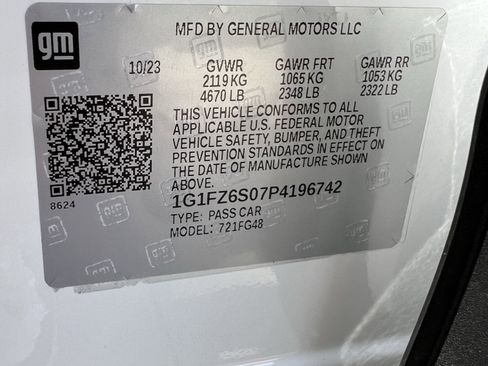 gm
MFD BY GENERAL MOTORS LLC
10/23 GVWR GAWR FRT GAWR RR
2119 KG 1065 KG 1053 KG
4670 LB 2348 LB 2322 LB
THIS VEHICLE CONFORMS TO ALL
APPLICABLE U.S. FEDERAL MOTOR
VEHICLE SAFETY, BUMPER, AND THEFT
PREVENTION STANDARDS IN EFFECT ON
THE DATE OF MANUFACTURE SHOWN
ABOVE.
8624
1G1FZ6S07P4196742
TYPE: PASS CAR
MODEL: 721FG48